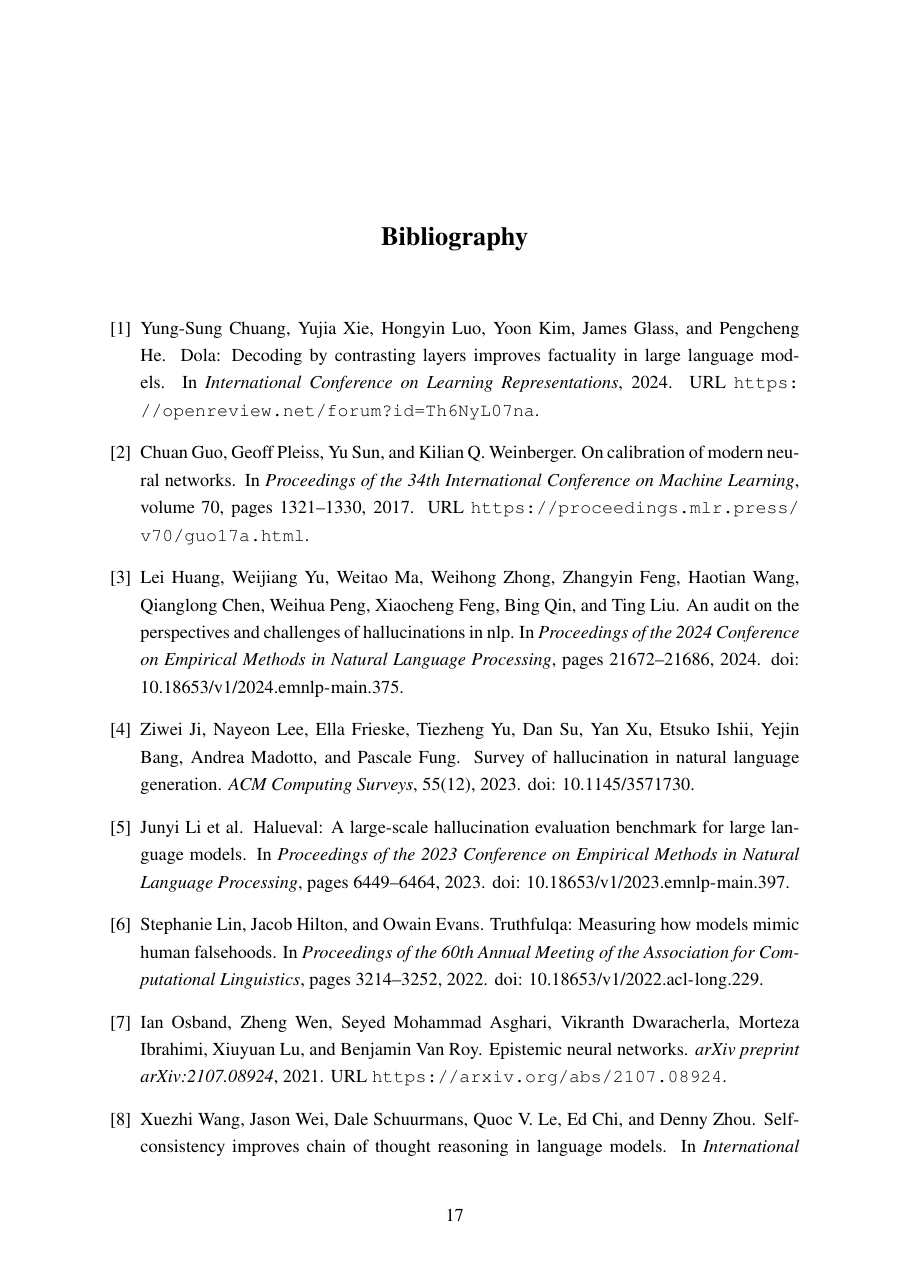 Bibliography
[1] Yung-Sung Chuang, Yujia Xie, Hongyin Luo, Yoon Kim, James Glass, and Pengcheng
He. Dola: Decoding by contrasting layers improves factuality in large language mod-
els. In International Conference on Learning Representations, 2024. URL https:
//openreview.net/forum?id=Th6NyL07na.
[2] Chuan Guo, Geoff Pleiss, Yu Sun, and Kilian Q. Weinberger. On calibration of modern neu-
ral networks. In Proceedings of the 34th International Conference on Machine Learning,
volume 70, pages 1321–1330, 2017. URL https://proceedings.mlr.press/
v70/guo17a.html.
[3] Lei Huang, Weijiang Yu, Weitao Ma, Weihong Zhong, Zhangyin Feng, Haotian Wang,
Qianglong Chen, Weihua Peng, Xiaocheng Feng, Bing Qin, and Ting Liu. An audit on the
perspectives and challenges of hallucinations in nlp. In Proceedings of the 2024 Conference
on Empirical Methods in Natural Language Processing, pages 21672–21686, 2024. doi:
10.18653/v1/2024.emnlp-main.375.
[4] Ziwei Ji, Nayeon Lee, Ella Frieske, Tiezheng Yu, Dan Su, Yan Xu, Etsuko Ishii, Yejin
Bang, Andrea Madotto, and Pascale Fung. Survey of hallucination in natural language
generation. ACM Computing Surveys, 55(12), 2023. doi: 10.1145/3571730.
[5] Junyi Li et al. Halueval: A large-scale hallucination evaluation benchmark for large lan-
guage models. In Proceedings of the 2023 Conference on Empirical Methods in Natural
Language Processing, pages 6449–6464, 2023. doi: 10.18653/v1/2023.emnlp-main.397.
[6] Stephanie Lin, Jacob Hilton, and Owain Evans. Truthfulqa: Measuring how models mimic
human falsehoods. In Proceedings of the 60th Annual Meeting of the Association for Com-
putational Linguistics, pages 3214–3252, 2022. doi: 10.18653/v1/2022.acl-long.229.
[7] Ian Osband, Zheng Wen, Seyed Mohammad Asghari, Vikranth Dwaracherla, Morteza
Ibrahimi, Xiuyuan Lu, and Benjamin Van Roy. Epistemic neural networks. arXiv preprint
arXiv:2107.08924, 2021. URL https://arxiv.org/abs/2107.08924.
[8] Xuezhi Wang, Jason Wei, Dale Schuurmans, Quoc V. Le, Ed Chi, and Denny Zhou. Self-
consistency improves chain of thought reasoning in language models. In International
17